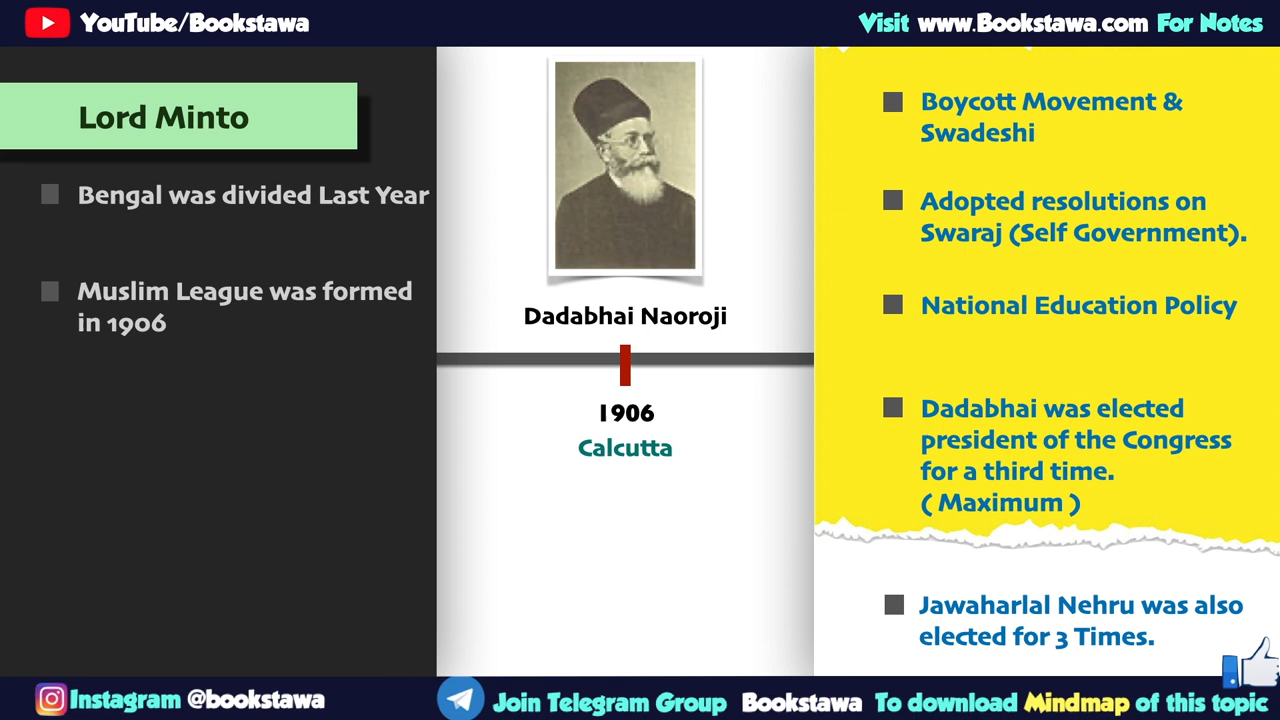 YouTube/Bookstawa
Visit www.Bookstawa.com For Notes
Lord Minto
Bengal was divided Last Year
Muslim League was formed
in 1906
Dadabhai Naoroji
1906
Calcutta
Boycott Movement &
Swadeshi
Adopted resolutions on
Swaraj (Self Government).
National Education Policy
Dadabhai was elected
president of the Congress
for a third time.
( Maximum )
Jawaharlal Nehru was also
elected for 3 Times.
Instagram @bookstawa
Join Telegram Group Bookstawa To download Mindmap of this topic